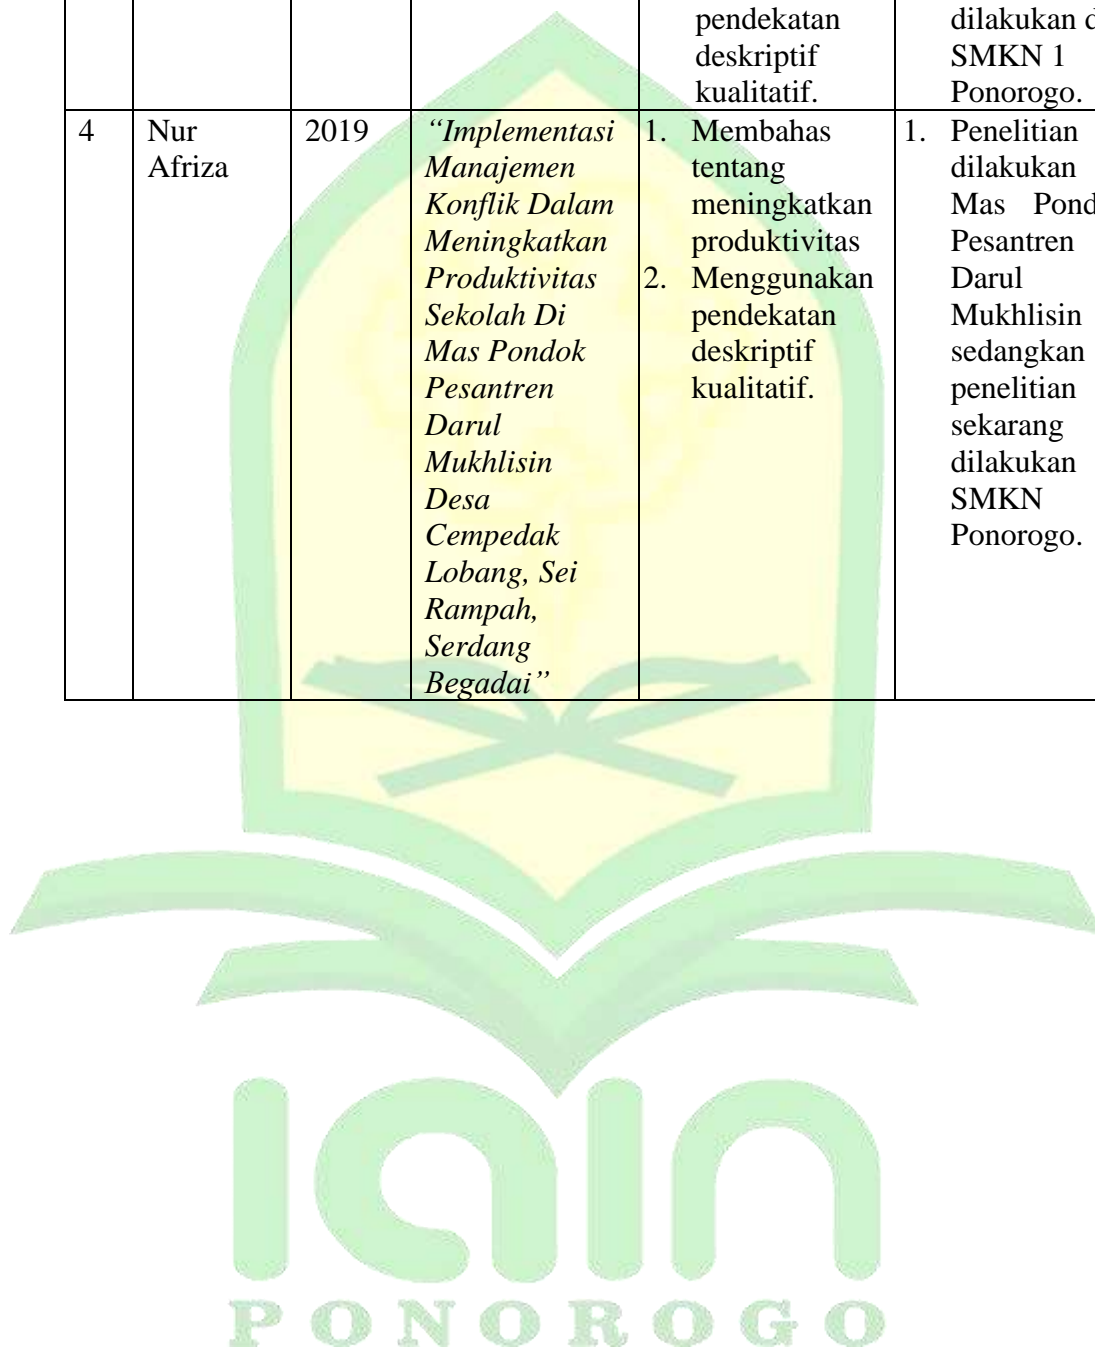 pendekatan
deskriptif
kualitatif.
dilakukan
SMKN 1
Ponorogo.
4
Nur
Afriza
2019
“Implementasi
Manajemen
Konflik Dalam
Meningkatkan
Produktivitas
Sekolah Di
Mas Pondok
Pesantren
Darul
Mukhlisin
Desa
Cempedak
Lobang, Sei
Rampah,
Serdang
Begadai”
1. Membahas
tentang
meningkatkan
produktivitas
2. Menggunakan
pendekatan
deskriptif
kualitatif.
1. Penelitian
dilakukan
Mas
Pesantren
Darul
Mukhlisin
sedangkan
penelitian
sekarang
dilakukan
SMKN
Ponorogo.
IAIN
PONOROGO